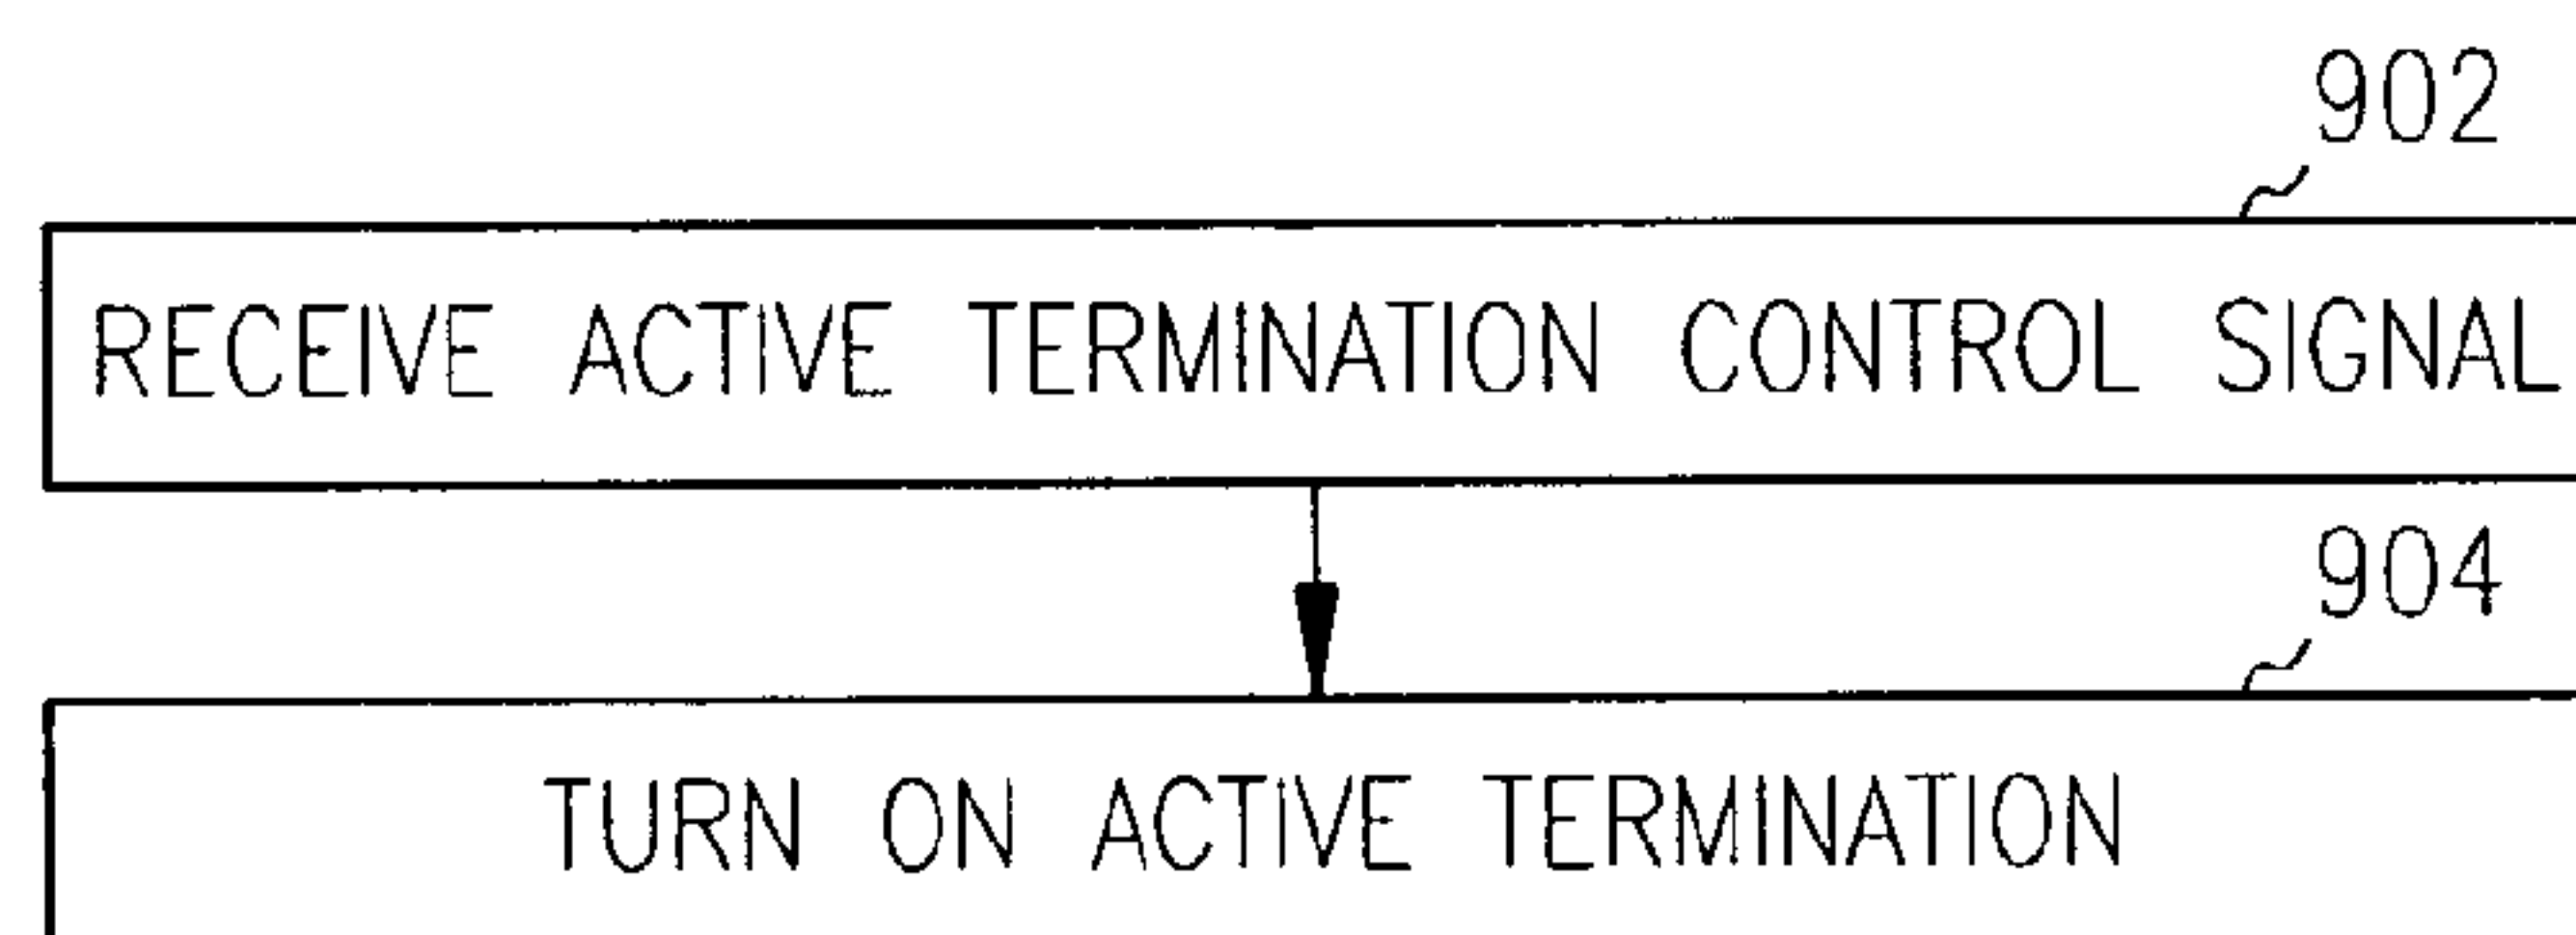 902
RECEIVE ACTIVE TERMINATION CONTROL SIGNAL
904
TURN ON ACTIVE TERMINATION